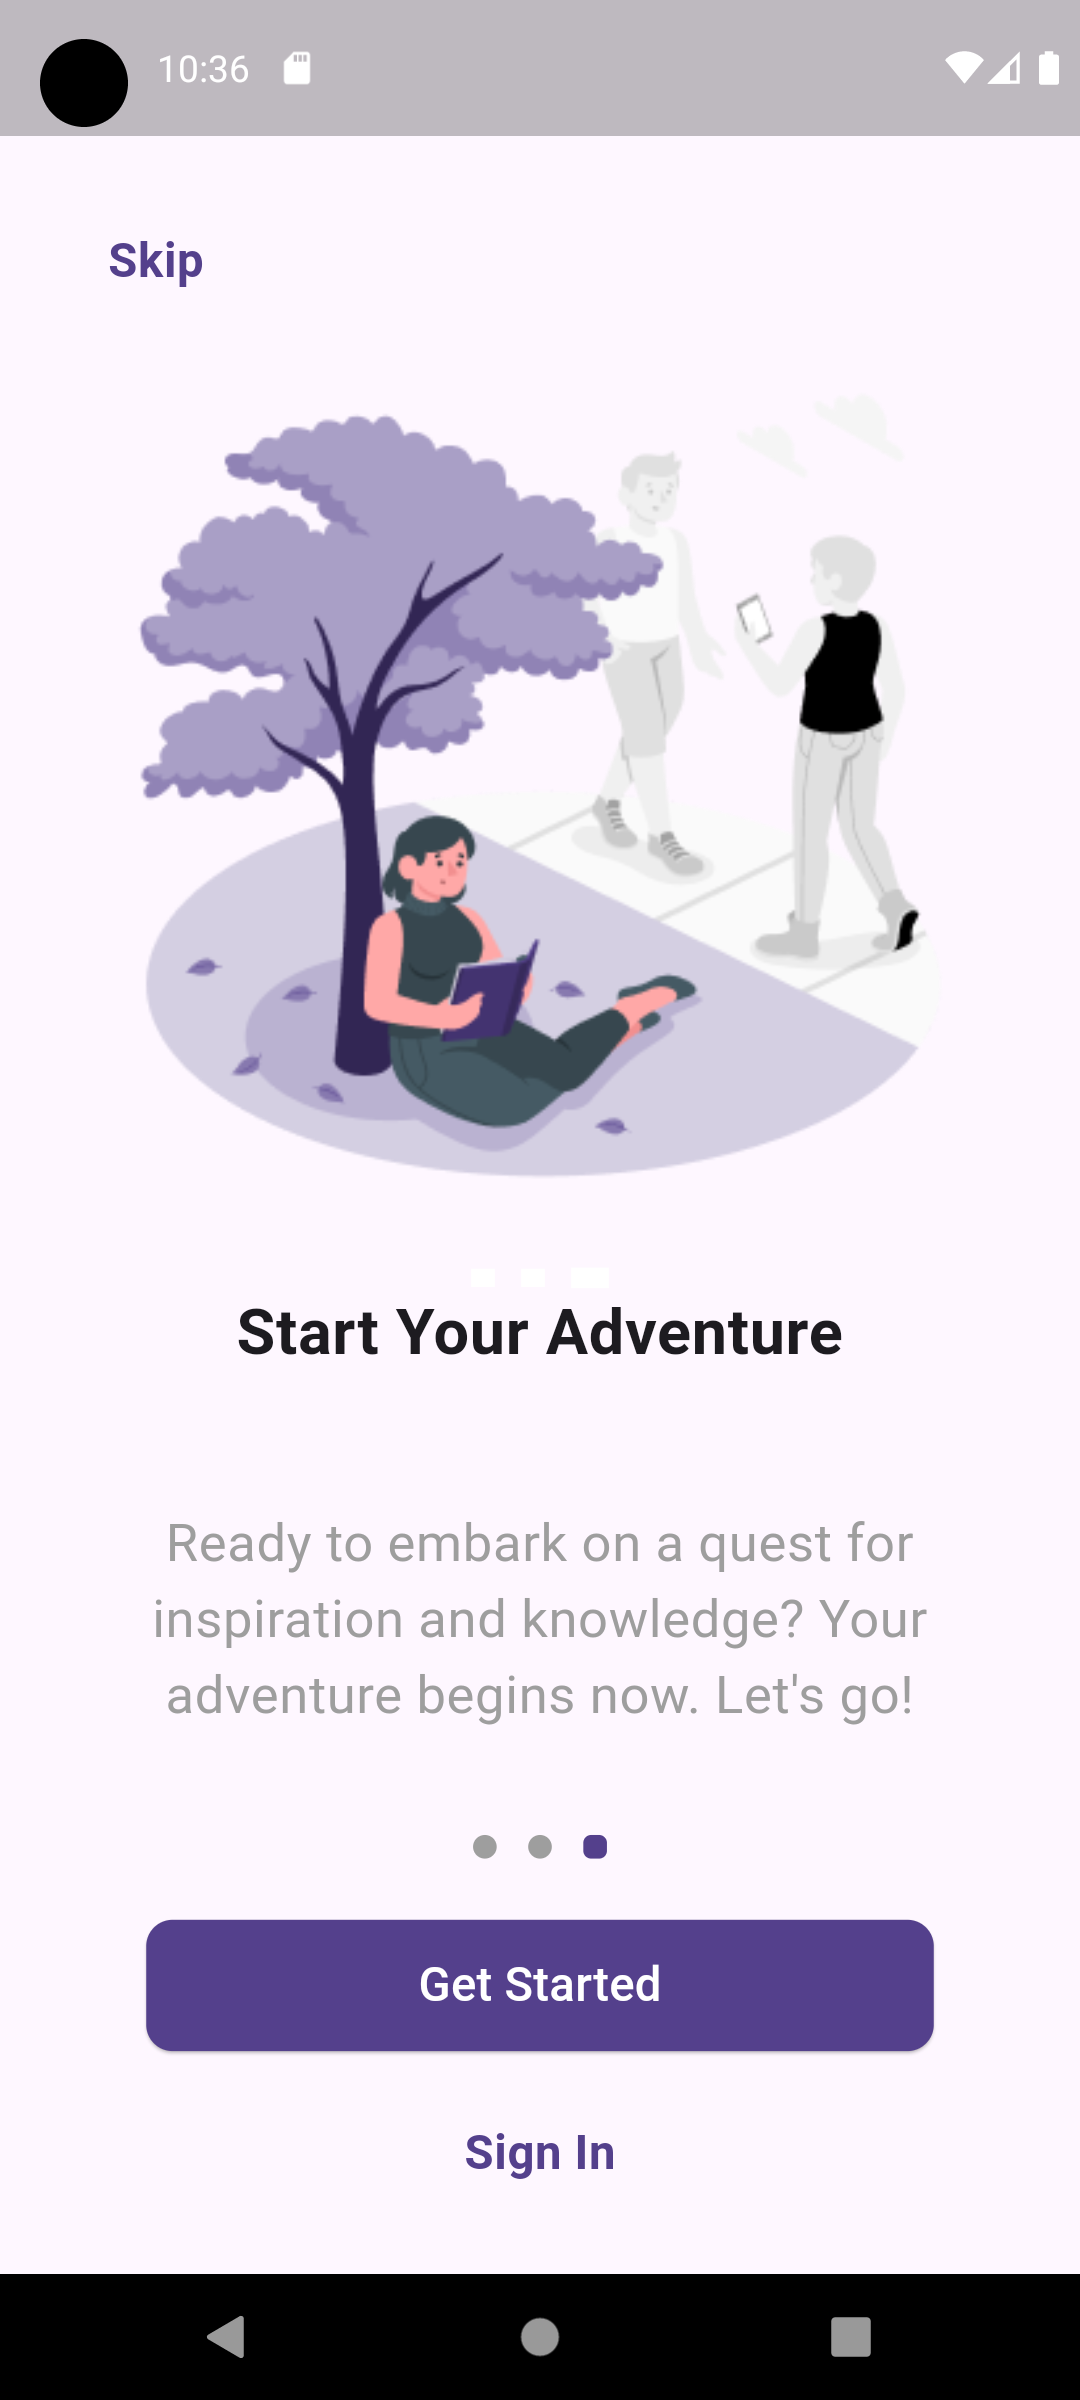 10:36
Skip
Start Your Adventure
Ready to embark on a quest for
inspiration and knowledge? Your
adventure begins now. Let's go!
Get Started
Sign In